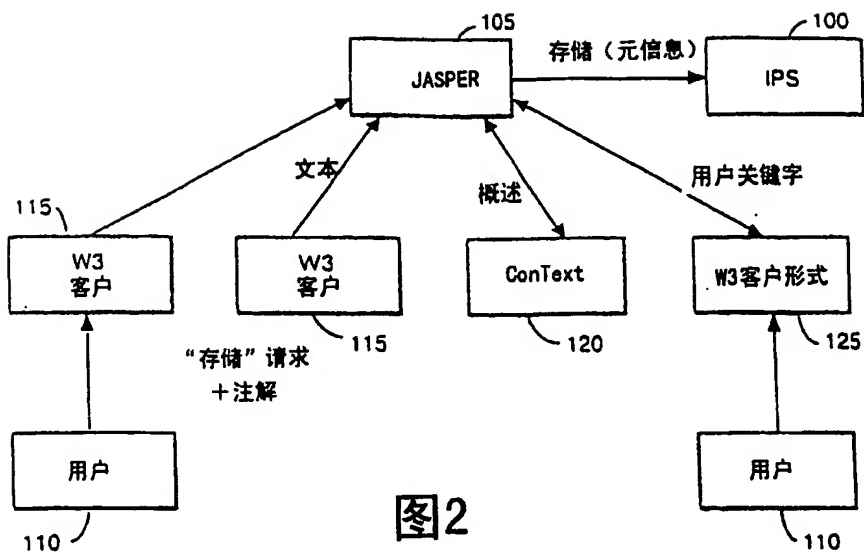 105
100
JASPER
存储（元信息）
IPS
文本
概述
用户关键字
115
W3
客户
W3
客户
115
ConText
120
W3客户形式
125
“存储”请求
＋注解
用户
110
用户
110
图2